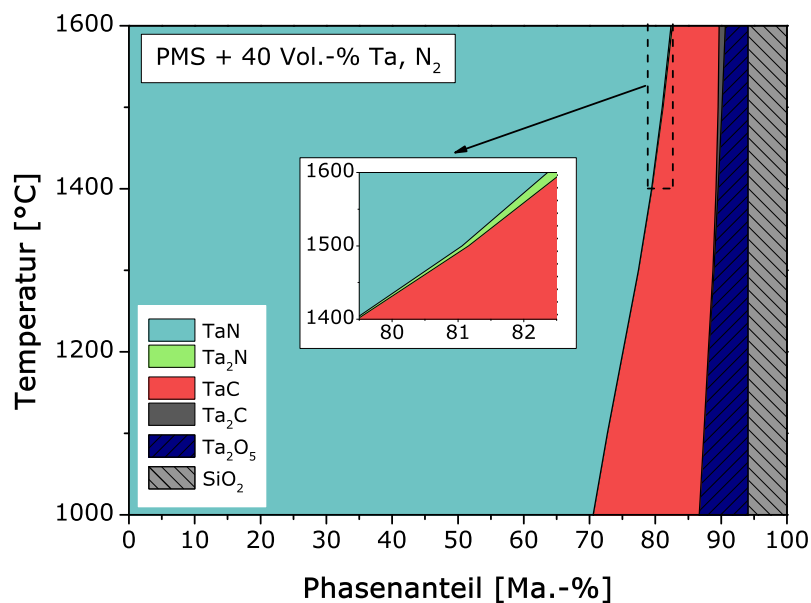 PMS + 40 Vol.-% Ta, N₂
Temperatur [°C]
1600
1400
1200
1000
1600
1500
1400
80 81 82
TaN
Ta₂N
TaC
Ta₂C
Ta₂O₅
SiO₂
0 10 20 30 40 50 60 70 80 90 100
Phasenanteil [Ma.-%]